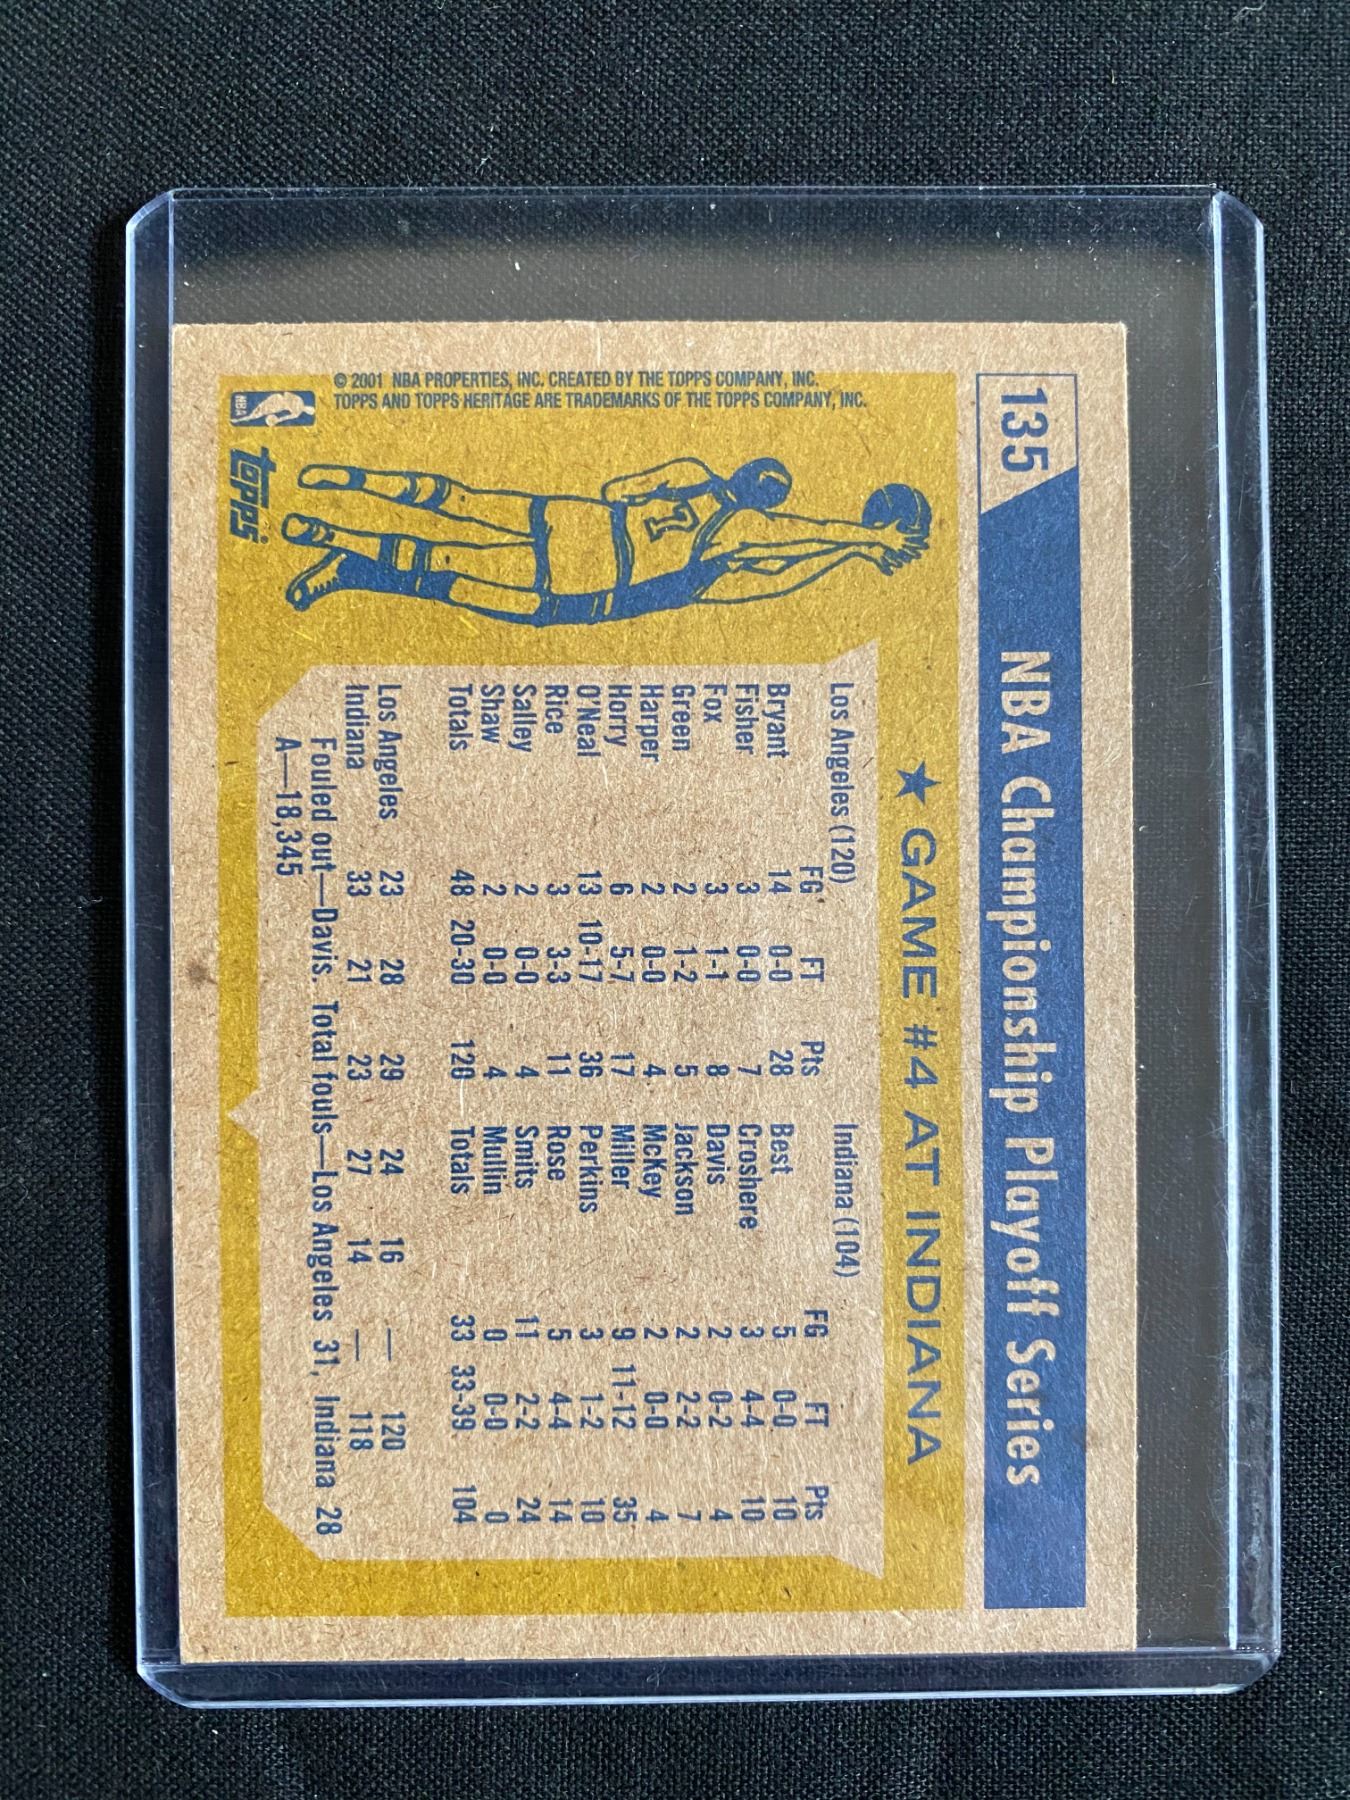 135 NBA Championship Playoff Series
★ GAME #4 AT INDIANA
Los Angeles (120) Indiana (104)
FG FT Pts FG FT Pts
Bryant 14 0-0 28 Best 5 0-0 10
Fisher 3 0-0 7 Croshere 3 4-4 10
Fox 3 1-1 8 Davis 2 0-2 4
Green 2 1-2 5 Jackson 2 2-2 7
Harper 2 0-0 4 McKey 2 0-0 4
Horry 6 5-7 17 Miller 9 11-12 35
O'Neal 13 10-17 36 Perkins 3 1-2 10
Rice 3 3-3 11 Rose 5 4-4 14
Salley 2 0-0 4 Smits 11 2-2 24
Shaw 2 0-0 4 Mullin 0 0-0 0
Totals 48 20-30 120 Totals 33 33-39 104
Los Angeles 23 28 29 24 16 — 120
Indiana 33 21 23 27 14 — 118
Fouled out—Davis. Total fouls—Los Angeles 31, Indiana 28
A—18,345
© 2001 NBA PROPERTIES, INC. CREATED BY THE TOPPS COMPANY, INC.
TOPPS AND TOPPS HERITAGE ARE TRADEMARKS OF THE TOPPS COMPANY, INC.
7
NBA topps